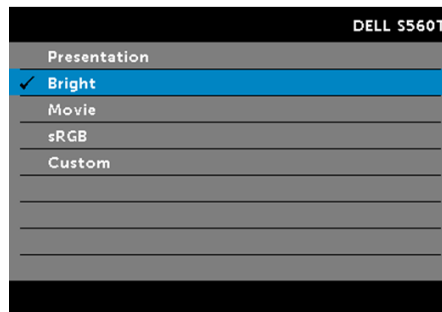 DELL S560T
Presentation
Bright
Movie
sRGB
Custom